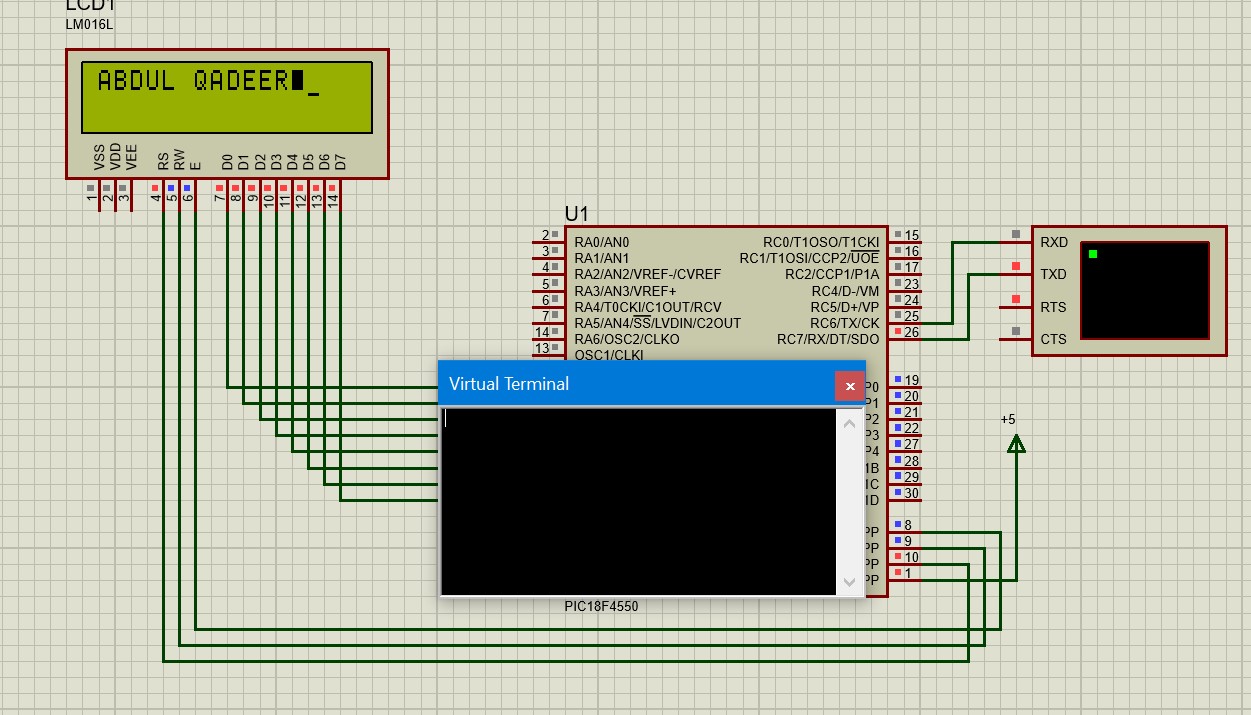 LCD1
LM016L
ABDUL QADEER
VSS
VDD
VEE
RS
RW
E
D0
D1
D2
D3
D4
D5
D6
D7
1
2
3
4
5
6
7
8
9
10
11
12
13
14
U1
2 RA0/AN0
3 RA1/AN1
4 RA2/AN2/VREF-/CVREF
5 RA3/AN3/VREF+
6 RA4/T0CKI/C1OUT/RCV
7 RA5/AN4/SS/LVDIN/C2OUT
14 RA6/OSC2/CLKO
13 OSC1/CLKI
RC0/T1OSO/T1CKI 15
RC1/T1OSI/CCP2/UOE 16
RC2/CCP1/P1A 17
RC4/D-/VM 23
RC5/D+/VP 24
RC6/TX/CK 25
RC7/RX/DT/SDO 26
P0 19
P1 20
P2 21
P3 22
P4 27
1B 28
1C 29
1D 30
PP 8
PP 9
PP 10
PP 1
PIC18F4550
Virtual Terminal
RXD
TXD
RTS
CTS
+5